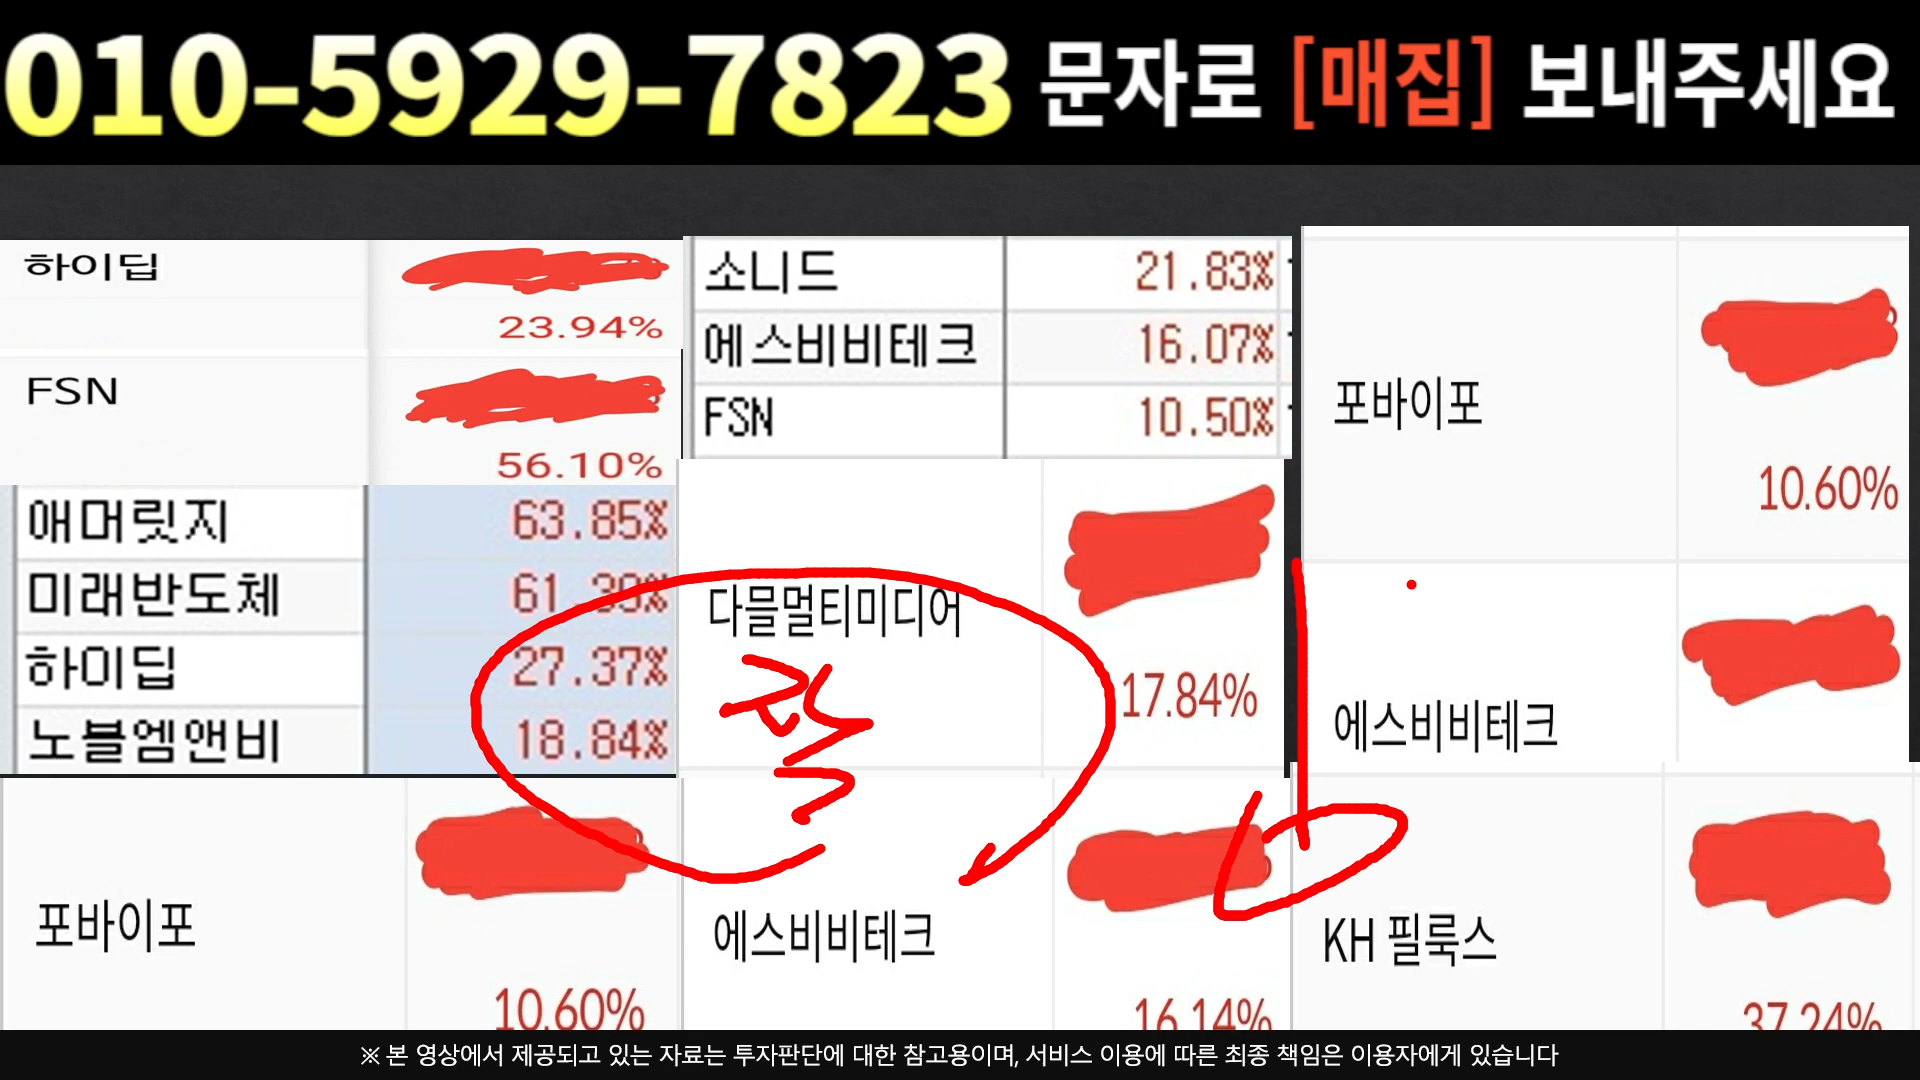 010-5929-7823 문자로 [매집] 보내주세요
하이딥
23.94%
FSN
56.10%
애머릿지 63.85%
미래반도체 61.39%
하이딥 27.37%
노블엠앤비 18.84%
소니드 21.83%
에스비비테크 16.07%
FSN 10.50%
다믈멀티미디어
17.84%
포바이포
10.60%
에스비비테크
포바이포
10.60%
에스비비테크
16.14%
KH 필룩스
37.24%
※ 본 영상에서 제공되고 있는 자료는 투자판단에 대한 참고용이며, 서비스 이용에 따른 최종 책임은 이용자에게 있습니다